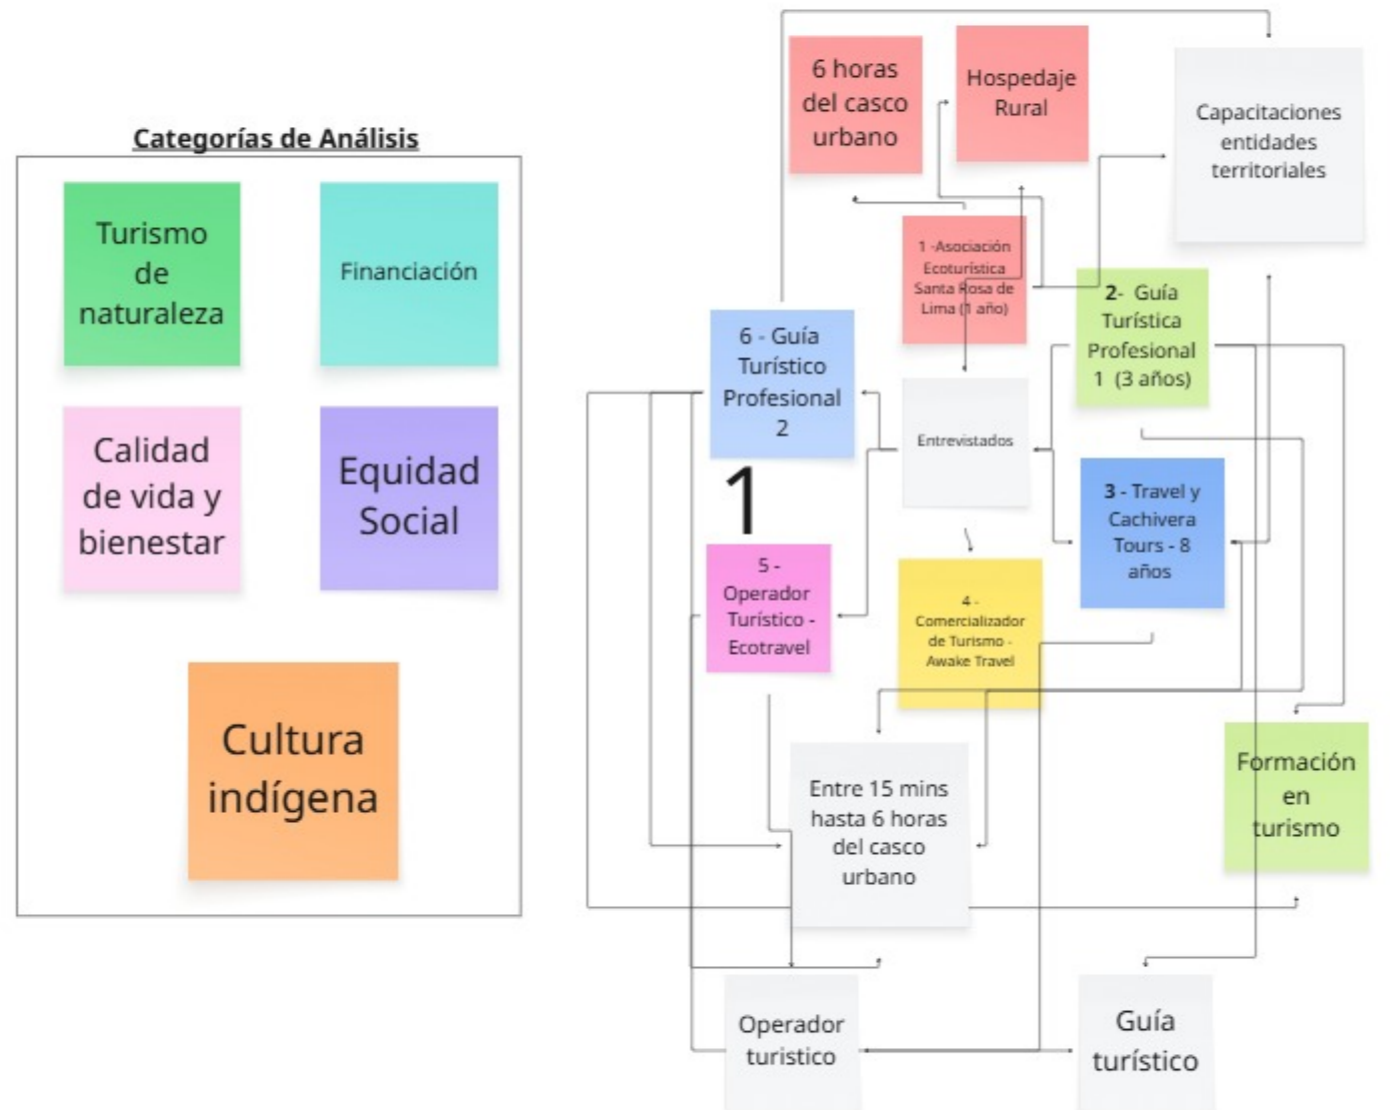 Categorías de Análisis
Turismo
de
naturaleza
Financiación
Calidad
de vida y
bienestar
Equidad
Social
Cultura
indígena
6 horas
del casco
urbano
Hospedaje
Rural
Capacitaciones
entidades
territoriales
1 -Asociación
Ecoturística
Santa Rosa de
Lima (1 año)
2- Guía
Turística
Profesional
1 (3 años)
6 - Guía
Turístico
Profesional
2
Entrevistados
1
3 - Travel y
Cachivera
Tours - 8
años
5 -
Operador
Turístico -
Ecotravel
4 -
Comercializador
de Turismo -
Awake Travel
Entre 15 mins
hasta 6 horas
del casco
urbano
Formación
en
turismo
Operador
turistico
Guía
turístico